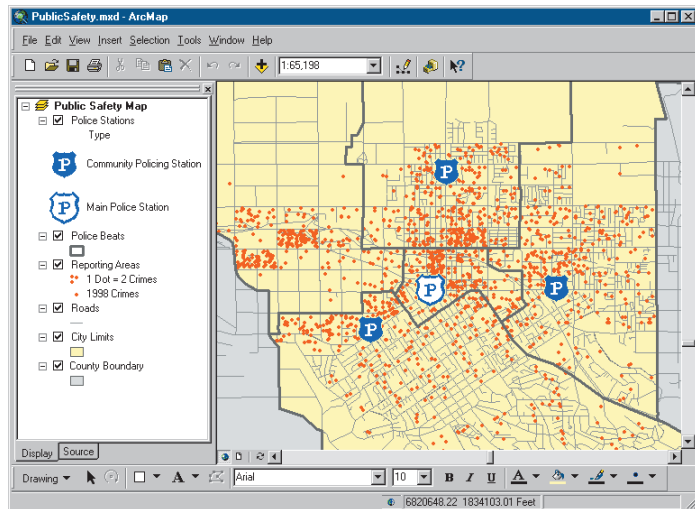 PublicSafety.mxd - ArcMap
File Edit View Insert Selection Tools Window Help
1:65,198
Public Safety Map
Police Stations
Type
P Community Policing Station
P Main Police Station
Police Beats
Reporting Areas
1 Dot = 2 Crimes
1998 Crimes
Roads
City Limits
County Boundary
P
P
P
P
Display Source
Drawing A Arial 10 B I U A
6820648.22 1834103.01 Feet